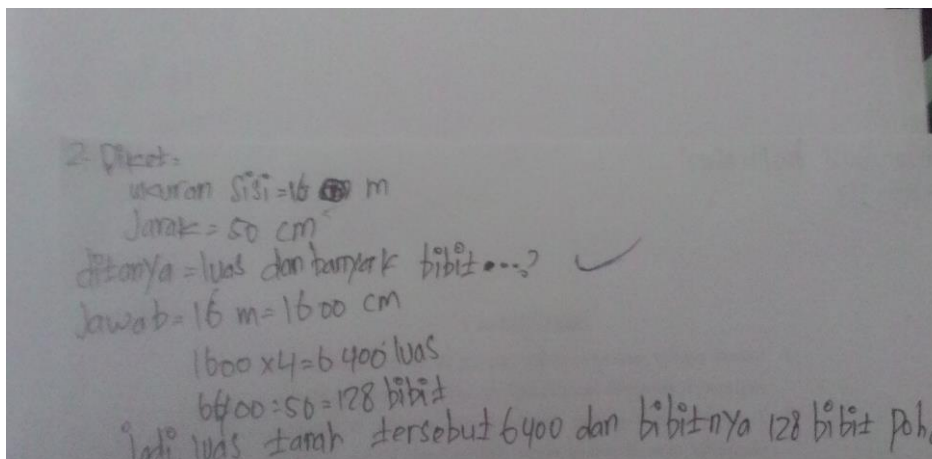 2. Diket =
ukuran sisi = 16 m
Jarak = 50 cm
ditanya = luas dan banyak bibit ...?
Jawab = 16 m = 1600 cm
1600 x 4 = 6400 luas
6400 : 50 = 128 bibit
jadi luas tanah tersebut 6400 dan bibitnya 128 bibit poh